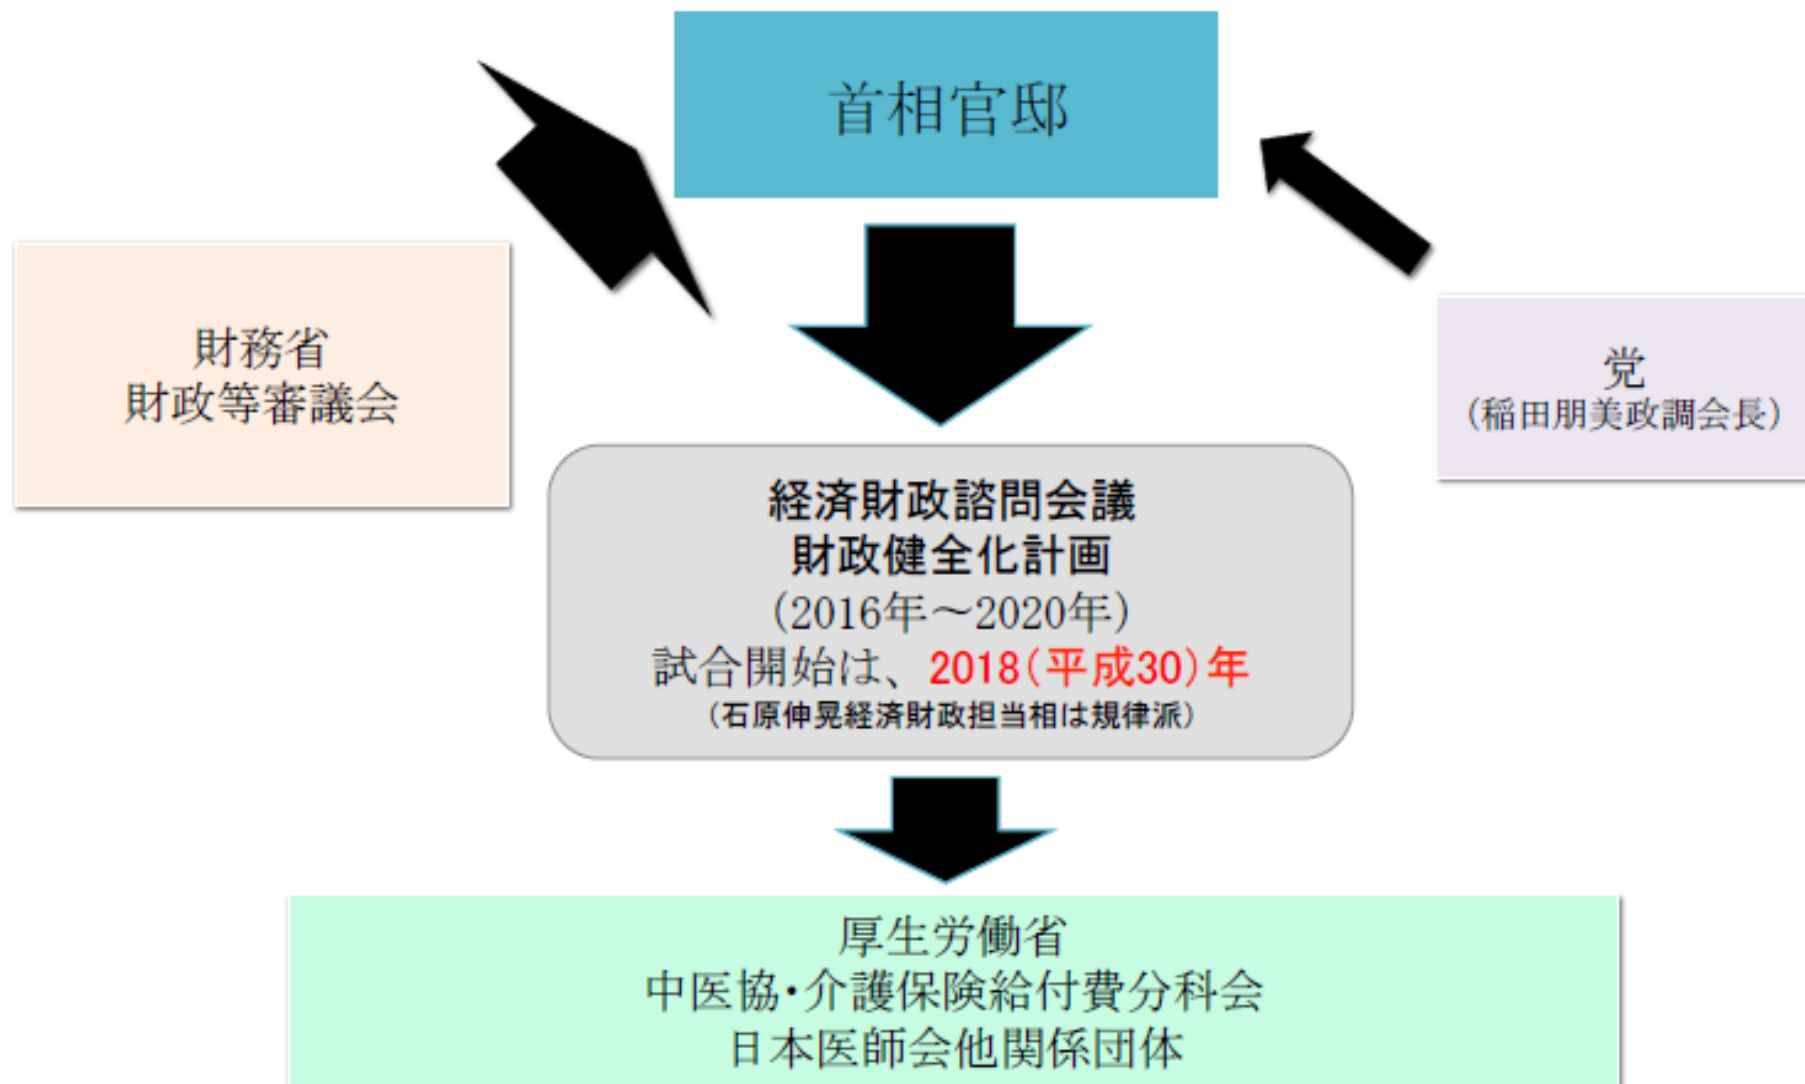 首相官邸
財務省
財政等審議会
党
（稲田朋美政調会長）
経済財政諮問会議
財政健全化計画
（2016年～2020年）
試合開始は、2018（平成30）年
（石原伸晃経済財政担当相は規律派）
厚生労働省
中医協・介護保険給付費分科会
日本医師会他関係団体